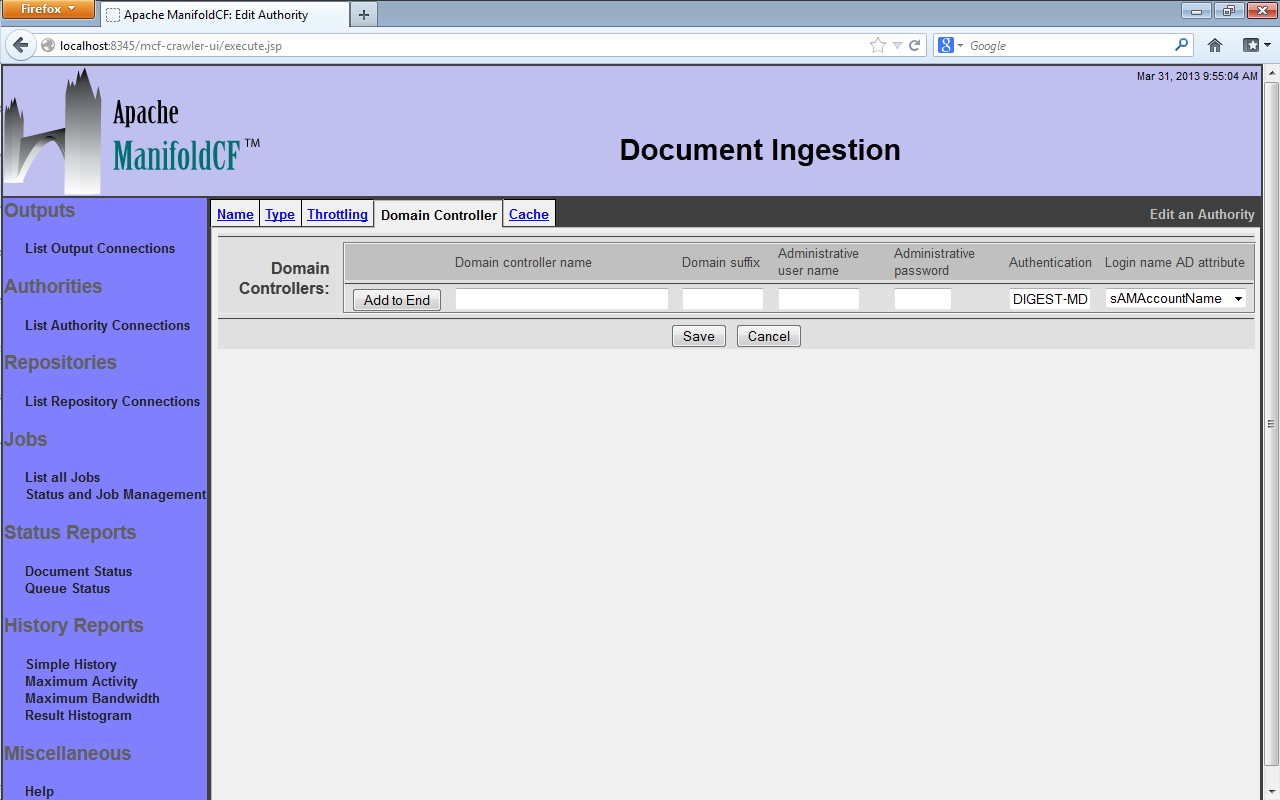 Firefox
Apache ManifoldCF: Edit Authority
localhost:8345/mcf-crawler-ui/execute.jsp
Google
Mar 31, 2013 9:55:04 AM
Apache
ManifoldCF™
Document Ingestion
Outputs
List Output Connections
Authorities
List Authority Connections
Repositories
List Repository Connections
Jobs
List all Jobs
Status and Job Management
Status Reports
Document Status
Queue Status
History Reports
Simple History
Maximum Activity
Maximum Bandwidth
Result Histogram
Miscellaneous
Help
Name Type Throttling Domain Controller Cache
Edit an Authority
Domain Controllers:
Domain controller name Domain suffix Administrative user name Administrative password Authentication Login name AD attribute
Add to End DIGEST-MD sAMAccountName
Save Cancel